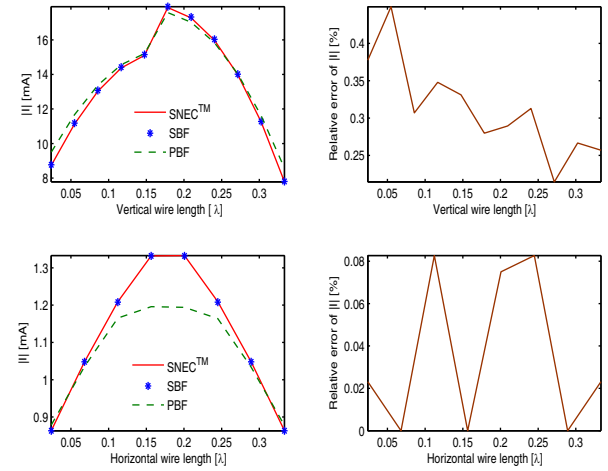 16
14
12
10
8
|I| [mA]
SNEC™
SBF
PBF
0.05 0.1 0.15 0.2 0.25 0.3
Vertical wire length [ λ]
0.4
0.35
0.3
0.25
Relative error of |I| [%]
0.05 0.1 0.15 0.2 0.25 0.3
Vertical wire length [ λ]
1.3
1.2
1.1
1
0.9
|I| [mA]
SNEC™
SBF
PBF
0.05 0.1 0.15 0.2 0.25 0.3
Horizontal wire length [λ]
0.08
0.06
0.04
0.02
0
Relative error of |I| [%]
0.05 0.1 0.15 0.2 0.25 0.3
Horizontal wire length [λ]